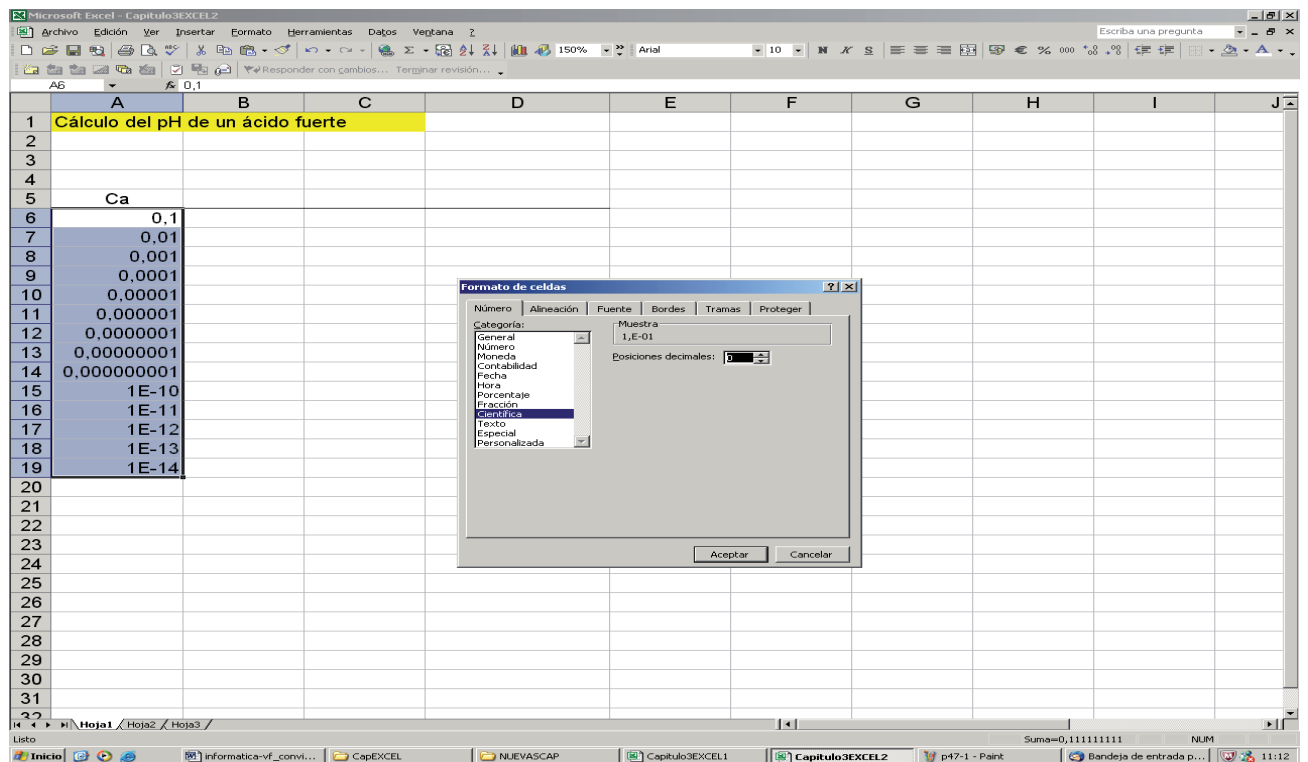 Microsoft Excel - Capitulo3EXCEL2
Archivo Edición Ver Insertar Formato Herramientas Datos Ventana ? Escriba una pregunta
150% Arial 10 N K S € % 000
Responder con cambios... Terminar revisión...
A6 fx 0,1
A B C D E F G H I J
1 Cálculo del pH de un ácido fuerte
2
3
4
5 Ca
6 0,1
7 0,01
8 0,001
9 0,0001
10 0,00001
11 0,000001
12 0,0000001
13 0,00000001
14 0,000000001
15 1E-10
16 1E-11
17 1E-12
18 1E-13
19 1E-14
20
21
22
23
24
25
26
27
28
29
30
31
32
Formato de celdas
Número Alineación Fuente Bordes Tramas Proteger
Categoría:
General
Número
Moneda
Contabilidad
Fecha
Hora
Porcentaje
Fracción
Científica
Texto
Especial
Personalizada
Muestra
1,E-01
Posiciones decimales: 0
Aceptar Cancelar
Hoja1 Hoja2 Hoja3
Listo Suma=0,111111111 NUM
Inicio informatica-vf_convi... CapEXCEL NUEVASCAP Capitulo3EXCEL1 Capitulo3EXCEL2 p47-1 - Paint Bandeja de entrada p... 11:12